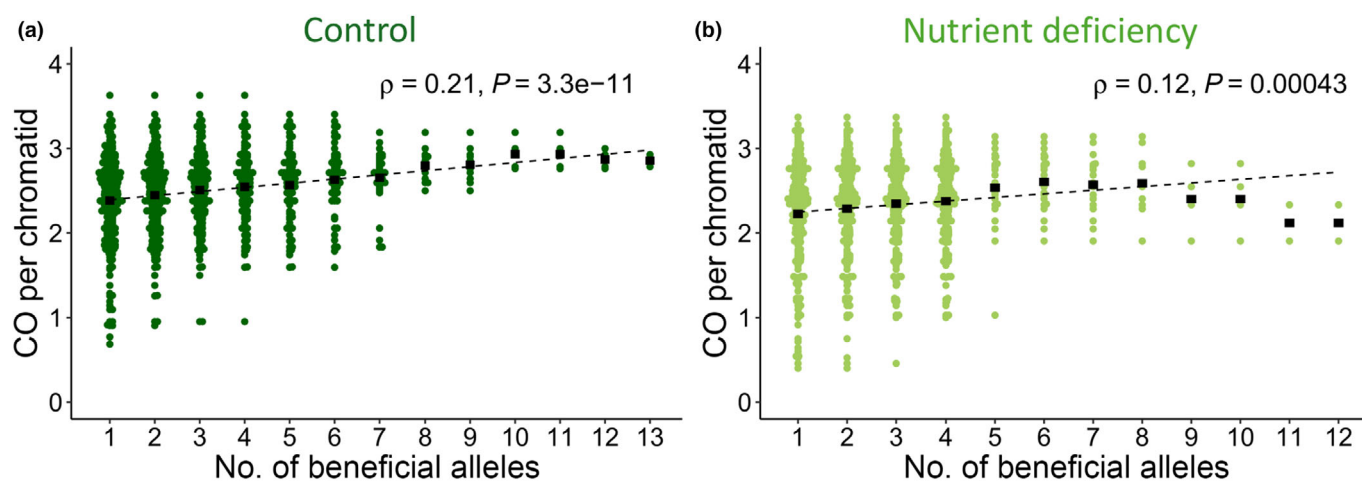 (a)
Control
ρ = 0.21, P = 3.3e−11
CO per chromatid
4
3
2
1
0
1 2 3 4 5 6 7 8 9 10 11 12 13
No. of beneficial alleles
(b)
Nutrient deficiency
ρ = 0.12, P = 0.00043
CO per chromatid
4
3
2
1
0
1 2 3 4 5 6 7 8 9 10 11 12
No. of beneficial alleles